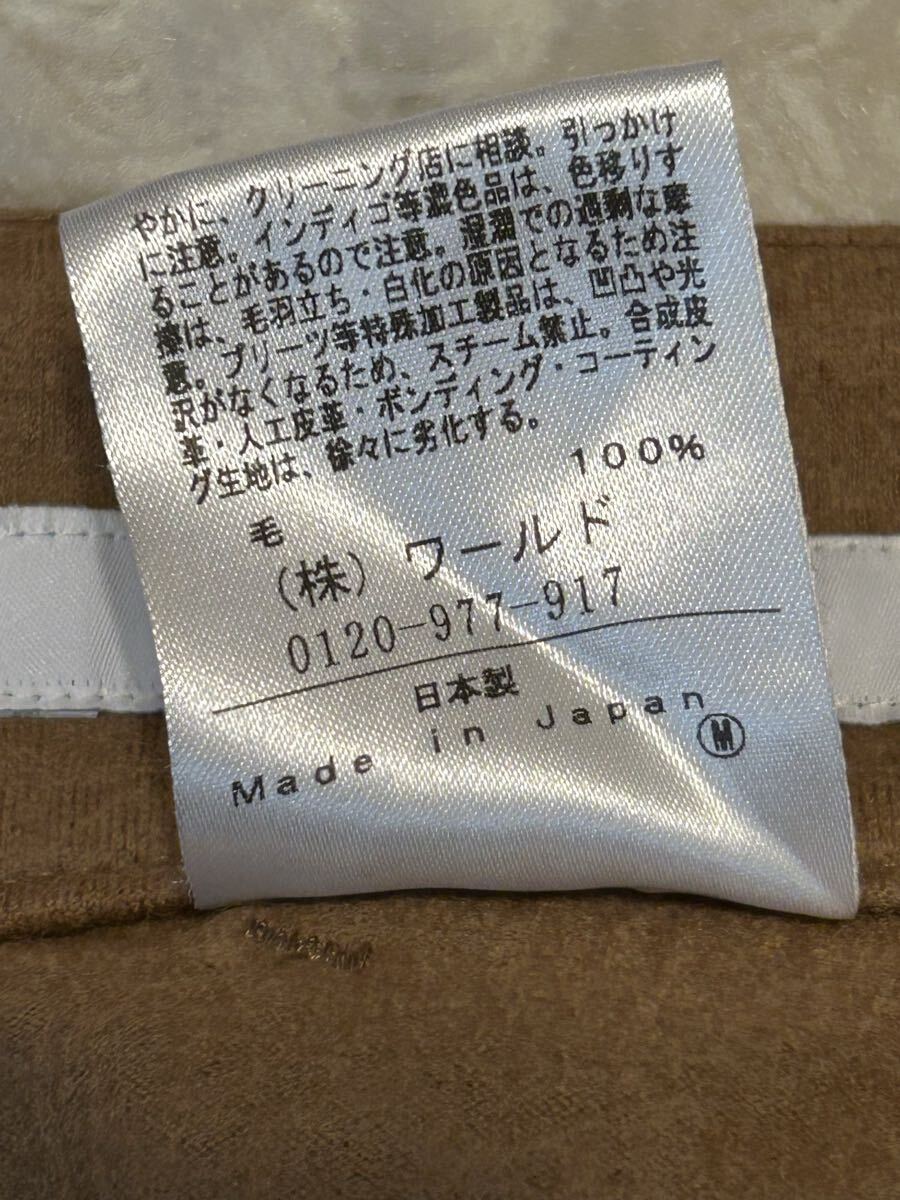 やかに、クリーニング店に相談。引っかけ
に注意。インディゴ等濃色品は、色移りす
ることがあるので注意。湿潤での過剰な摩
擦は、毛羽立ち・白化の原因となるため注
意。プリーツ等特殊加工製品は、凹凸や光
沢がなくなるため、スチーム禁止。合成皮
革・人工皮革・ボンディング・コーティン
グ生地は、徐々に劣化する。
毛 100%
(株) ワールド
0120-977-917
日本製
Made in Japan
M